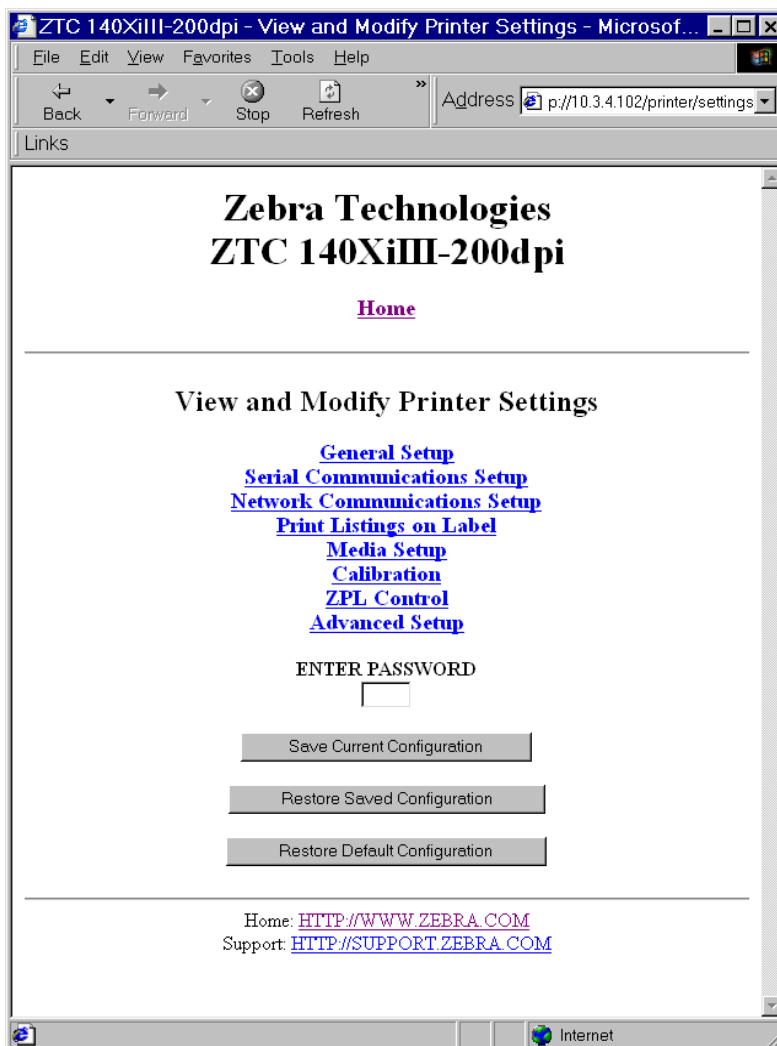 ZTC 140XiIII-200dpi - View and Modify Printer Settings - Microsof...
File Edit View Favorites Tools Help
Back Forward Stop Refresh » Address p://10.3.4.102/printer/settings
Links
Zebra Technologies
ZTC 140XiIII-200dpi
Home
View and Modify Printer Settings
General Setup
Serial Communications Setup
Network Communications Setup
Print Listings on Label
Media Setup
Calibration
ZPL Control
Advanced Setup
ENTER PASSWORD
Save Current Configuration
Restore Saved Configuration
Restore Default Configuration
Home: HTTP://WWW.ZEBRA.COM
Support: HTTP://SUPPORT.ZEBRA.COM
Internet